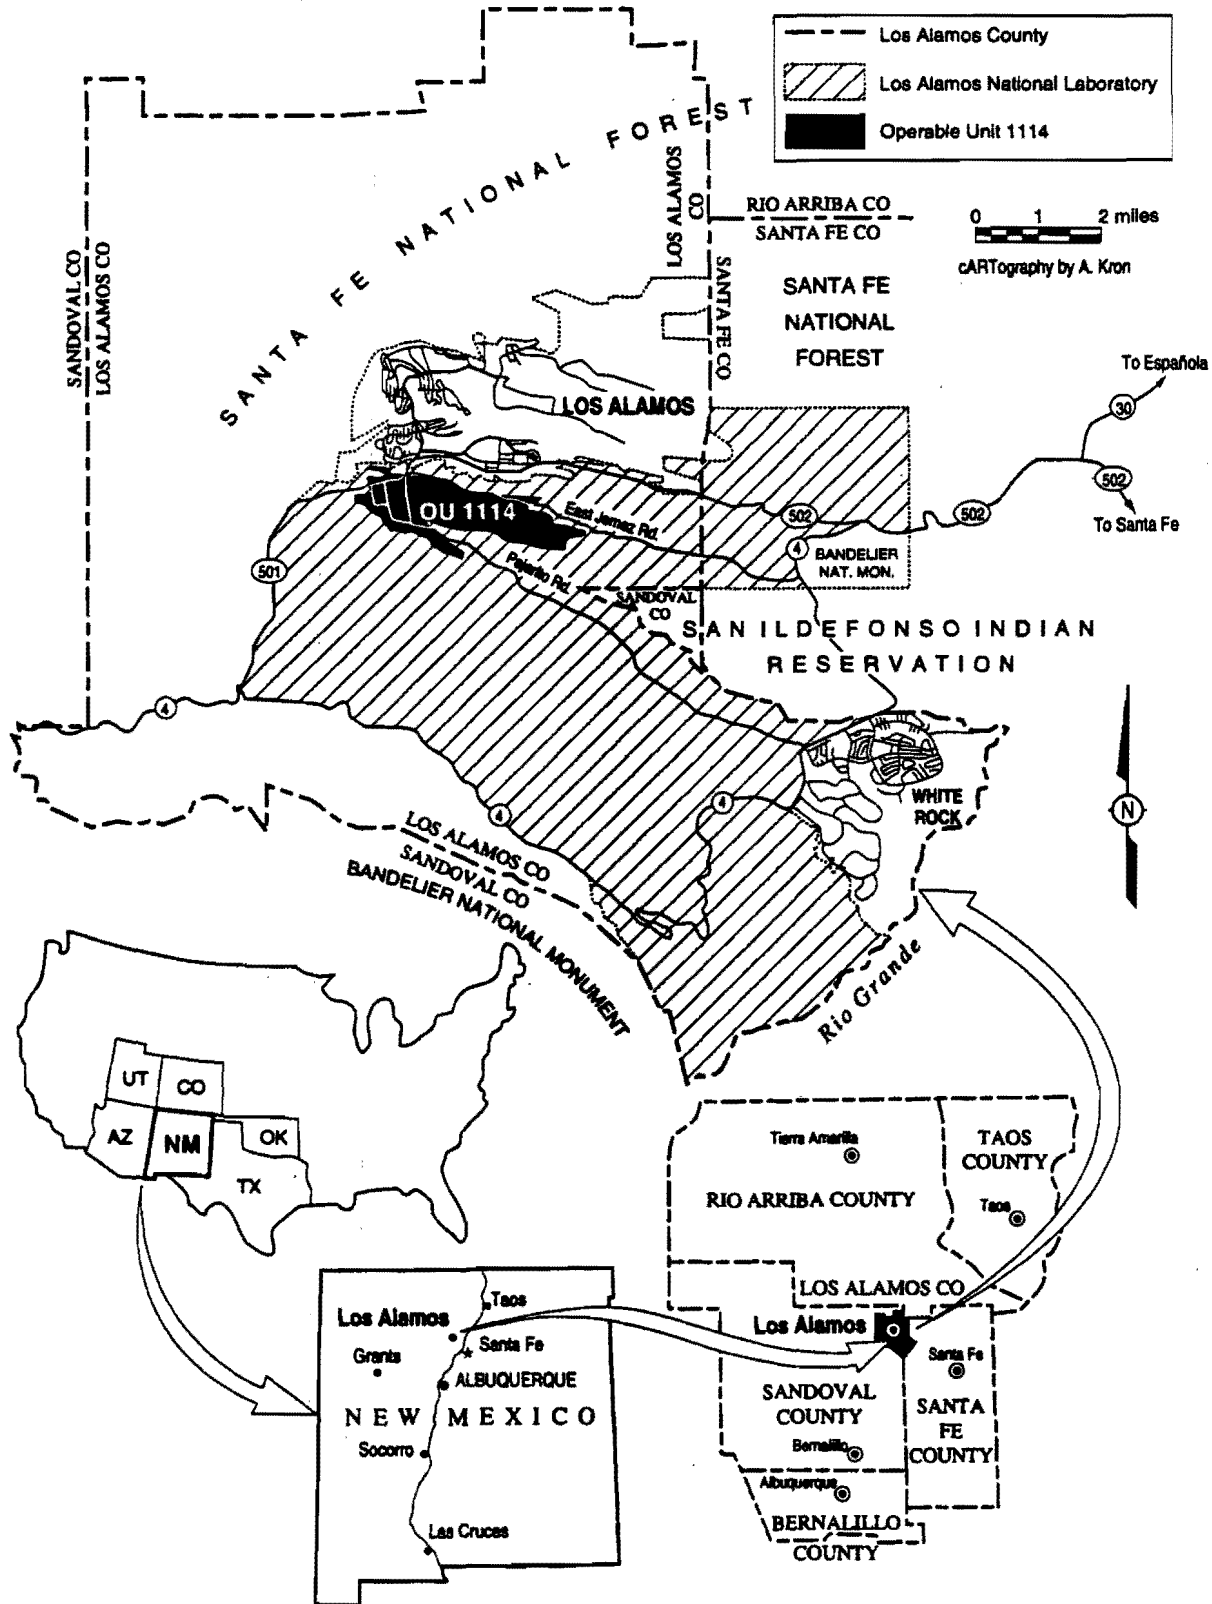 Los Alamos County
Los Alamos National Laboratory
Operable Unit 1114
SANTA FE NATIONAL FOREST
LOS ALAMOS CO
RIO ARRIBA CO
SANTA FE CO
0 1 2 miles
cARTography by A. Kron
SANDOVAL CO
LOS ALAMOS CO
SANTA FE CO
SANTA FE
NATIONAL
FOREST
To Española
30
LOS ALAMOS
502
To Santa Fe
OU 1114
East Jemez Rd.
502
502
4
BANDELIER
NAT. MON.
501
Pajarito Rd.
SANDOVAL
CO
SAN ILDEFONSO INDIAN
RESERVATION
4
WHITE
ROCK
4
4
N
LOS ALAMOS CO
SANDOVAL CO
BANDELIER NATIONAL MONUMENT
Rio Grande
UT
CO
AZ
NM
OK
TX
Tierra Amarilla
TAOS
COUNTY
RIO ARRIBA COUNTY
Taos
LOS ALAMOS CO
Los Alamos
Santa Fe
SANDOVAL
COUNTY
SANTA
FE
COUNTY
Bernalillo
Albuquerque
BERNALILLO
COUNTY
Taos
Los Alamos
Santa Fe
Grants
ALBUQUERQUE
NEW MEXICO
Socorro
Las Cruces